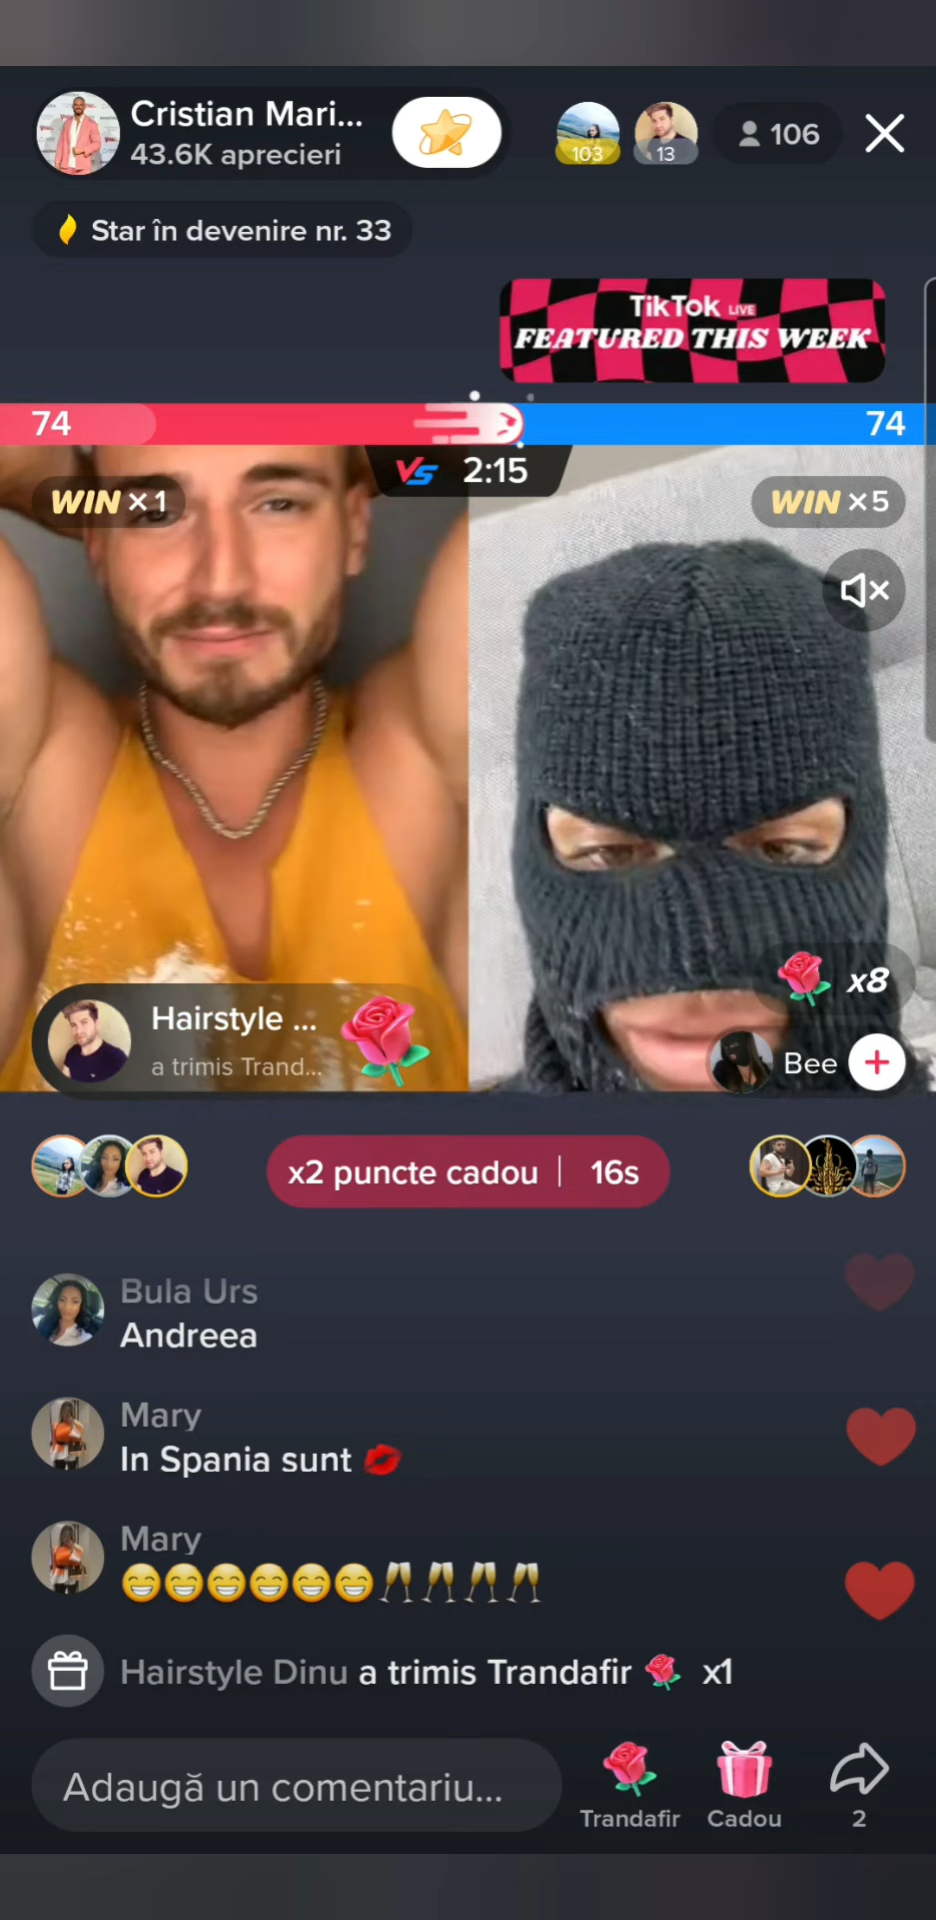 Cristian Mari...
43.6K aprecieri
103
13
106
Star în devenire nr. 33
TikTok LIVE
FEATURED THIS WEEK
74
74
VS 2:15
WIN ×1
WIN ×5
x8
Hairstyle ...
a trimis Trand...
Bee
x2 puncte cadou | 16s
Bula Urs
Andreea
Mary
In Spania sunt 💋
Mary
😁😁😁😁😁😁🥂🥂🥂🥂
Hairstyle Dinu a trimis Trandafir 🌹 x1
Adaugă un comentariu...
Trandafir
Cadou
2